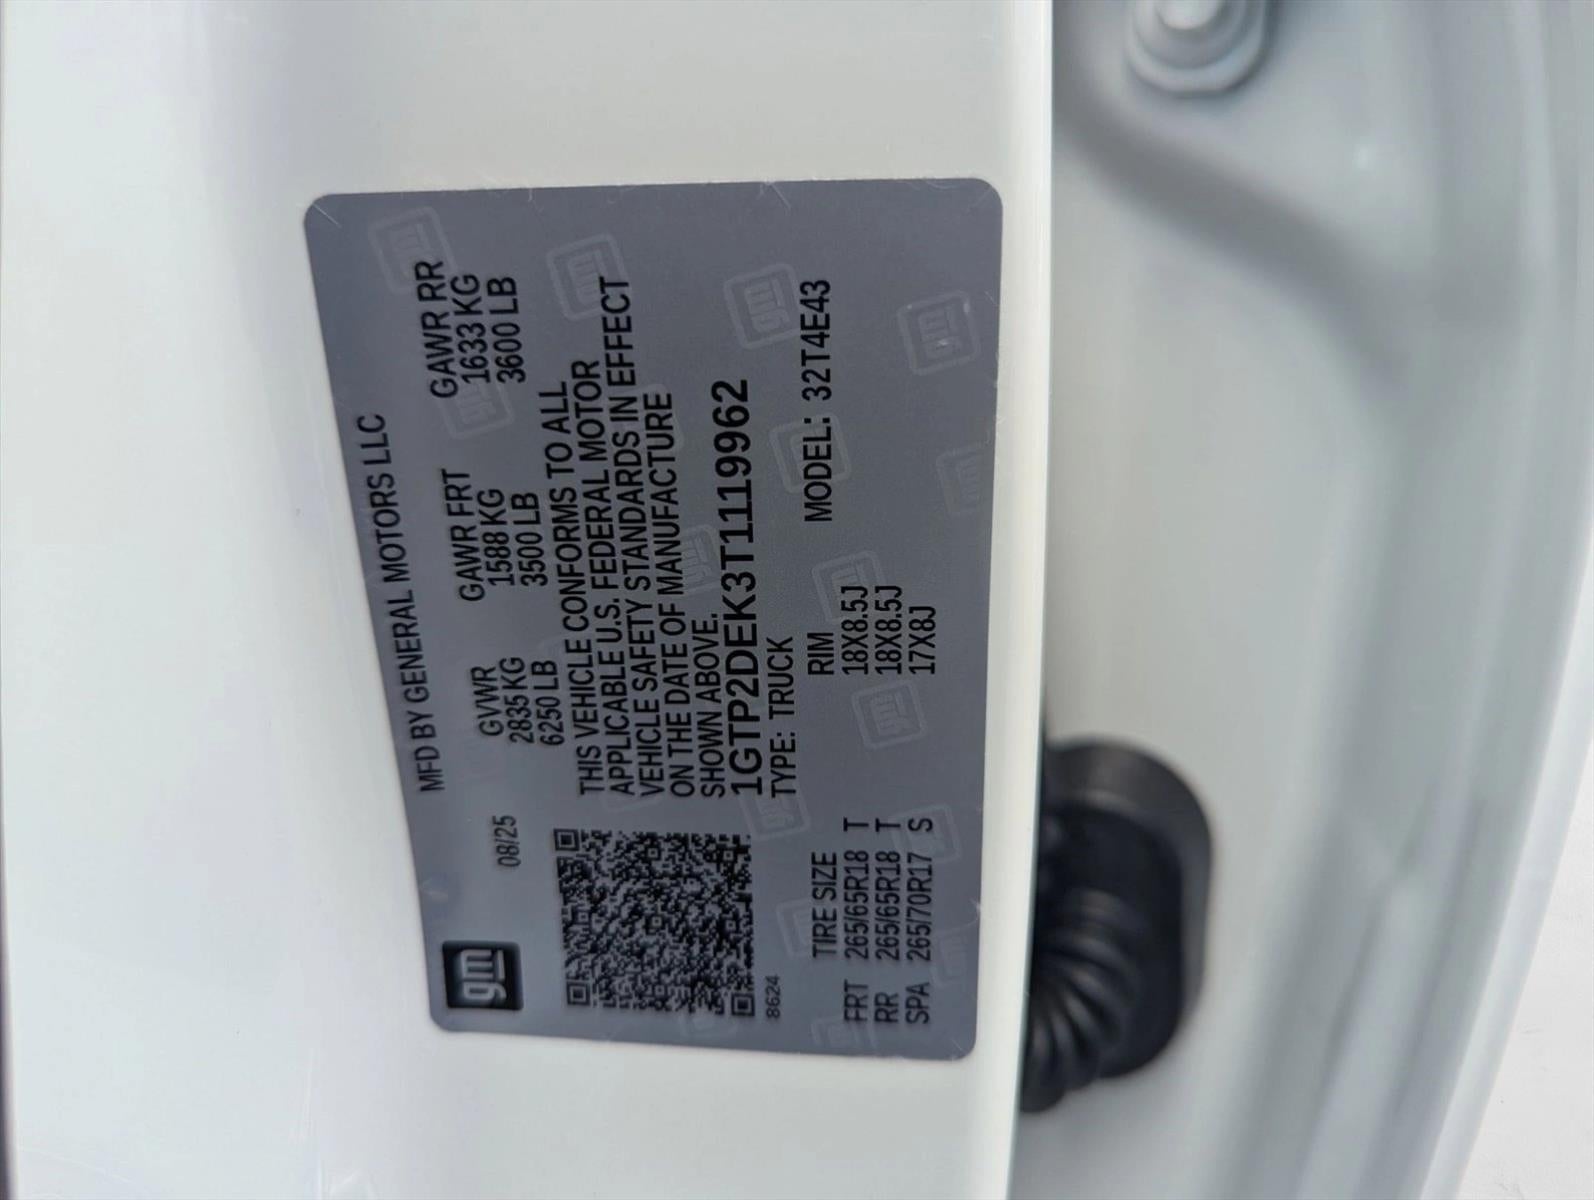 gm
MFD BY GENERAL MOTORS LLC
08/25
GVWR GAWR FRT GAWR RR
2835 KG 1588 KG 1633 KG
6250 LB 3500 LB 3600 LB
THIS VEHICLE CONFORMS TO ALL
APPLICABLE U.S. FEDERAL MOTOR
VEHICLE SAFETY STANDARDS IN EFFECT
ON THE DATE OF MANUFACTURE
SHOWN ABOVE.
1GTP2DEK3T1119962
8624
TYPE: TRUCK
MODEL: 32T4E43
TIRE SIZE RIM
FRT 265/65R18 T 18X8.5J
RR 265/65R18 T 18X8.5J
SPA 265/70R17 S 17X8J